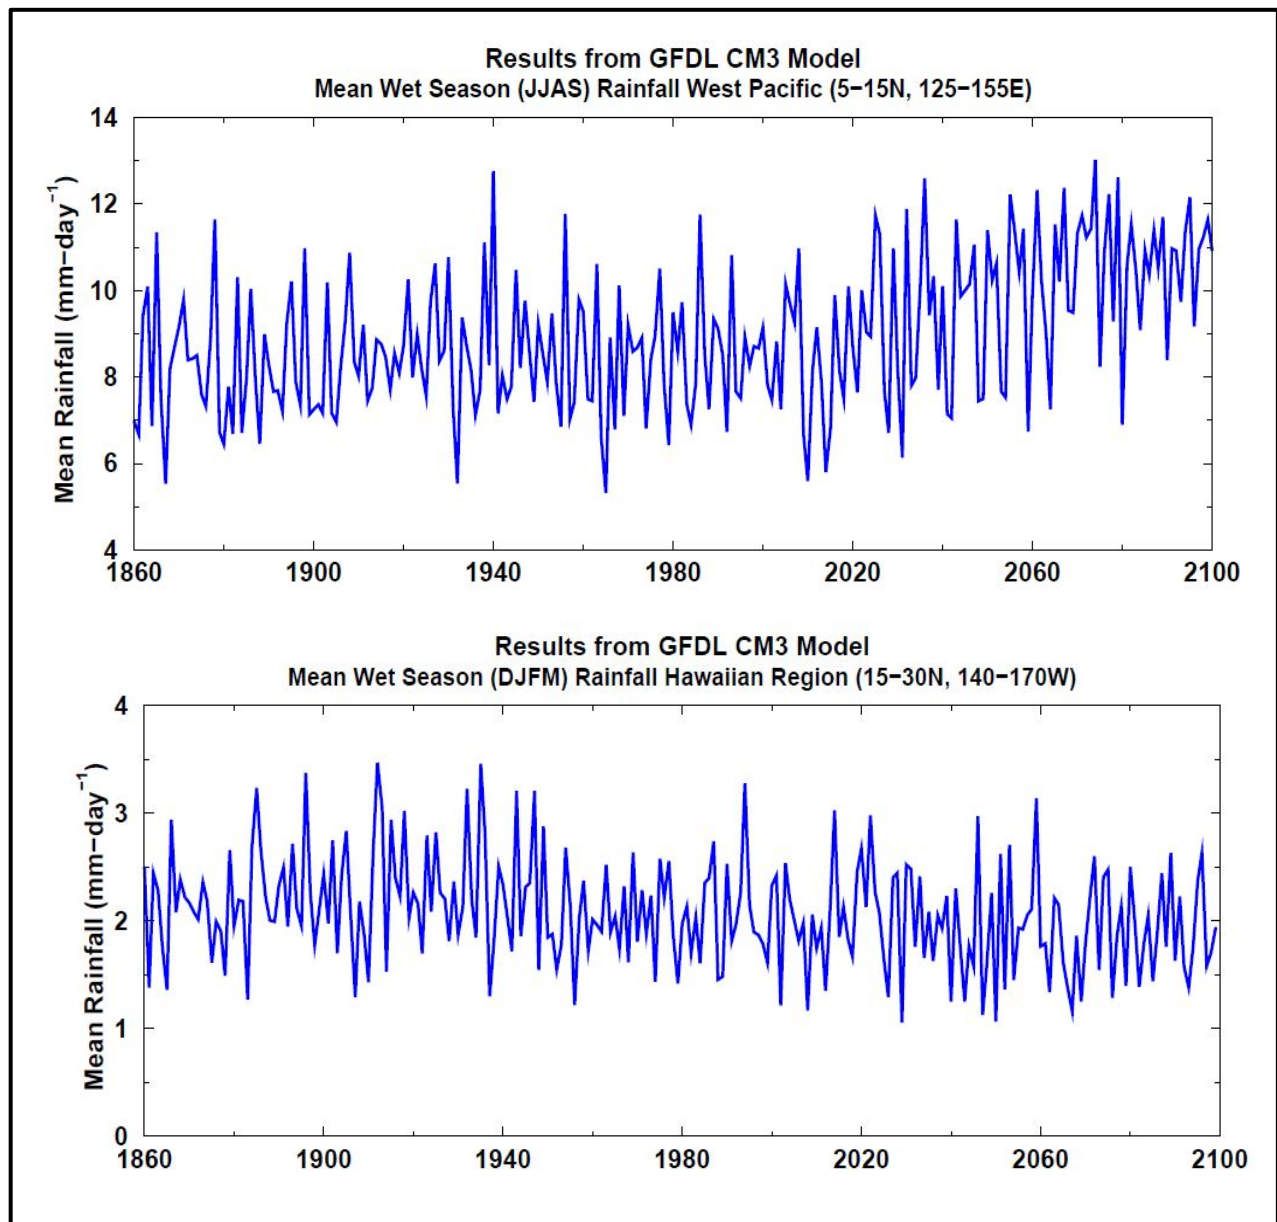 Results from GFDL CM3 Model
Mean Wet Season (JJAS) Rainfall West Pacific (5−15N, 125−155E)
Mean Rainfall (mm−day⁻¹)
14
12
10
8
6
4
1860 1900 1940 1980 2020 2060 2100
Results from GFDL CM3 Model
Mean Wet Season (DJFM) Rainfall Hawaiian Region (15−30N, 140−170W)
Mean Rainfall (mm−day⁻¹)
4
3
2
1
0
1860 1900 1940 1980 2020 2060 2100